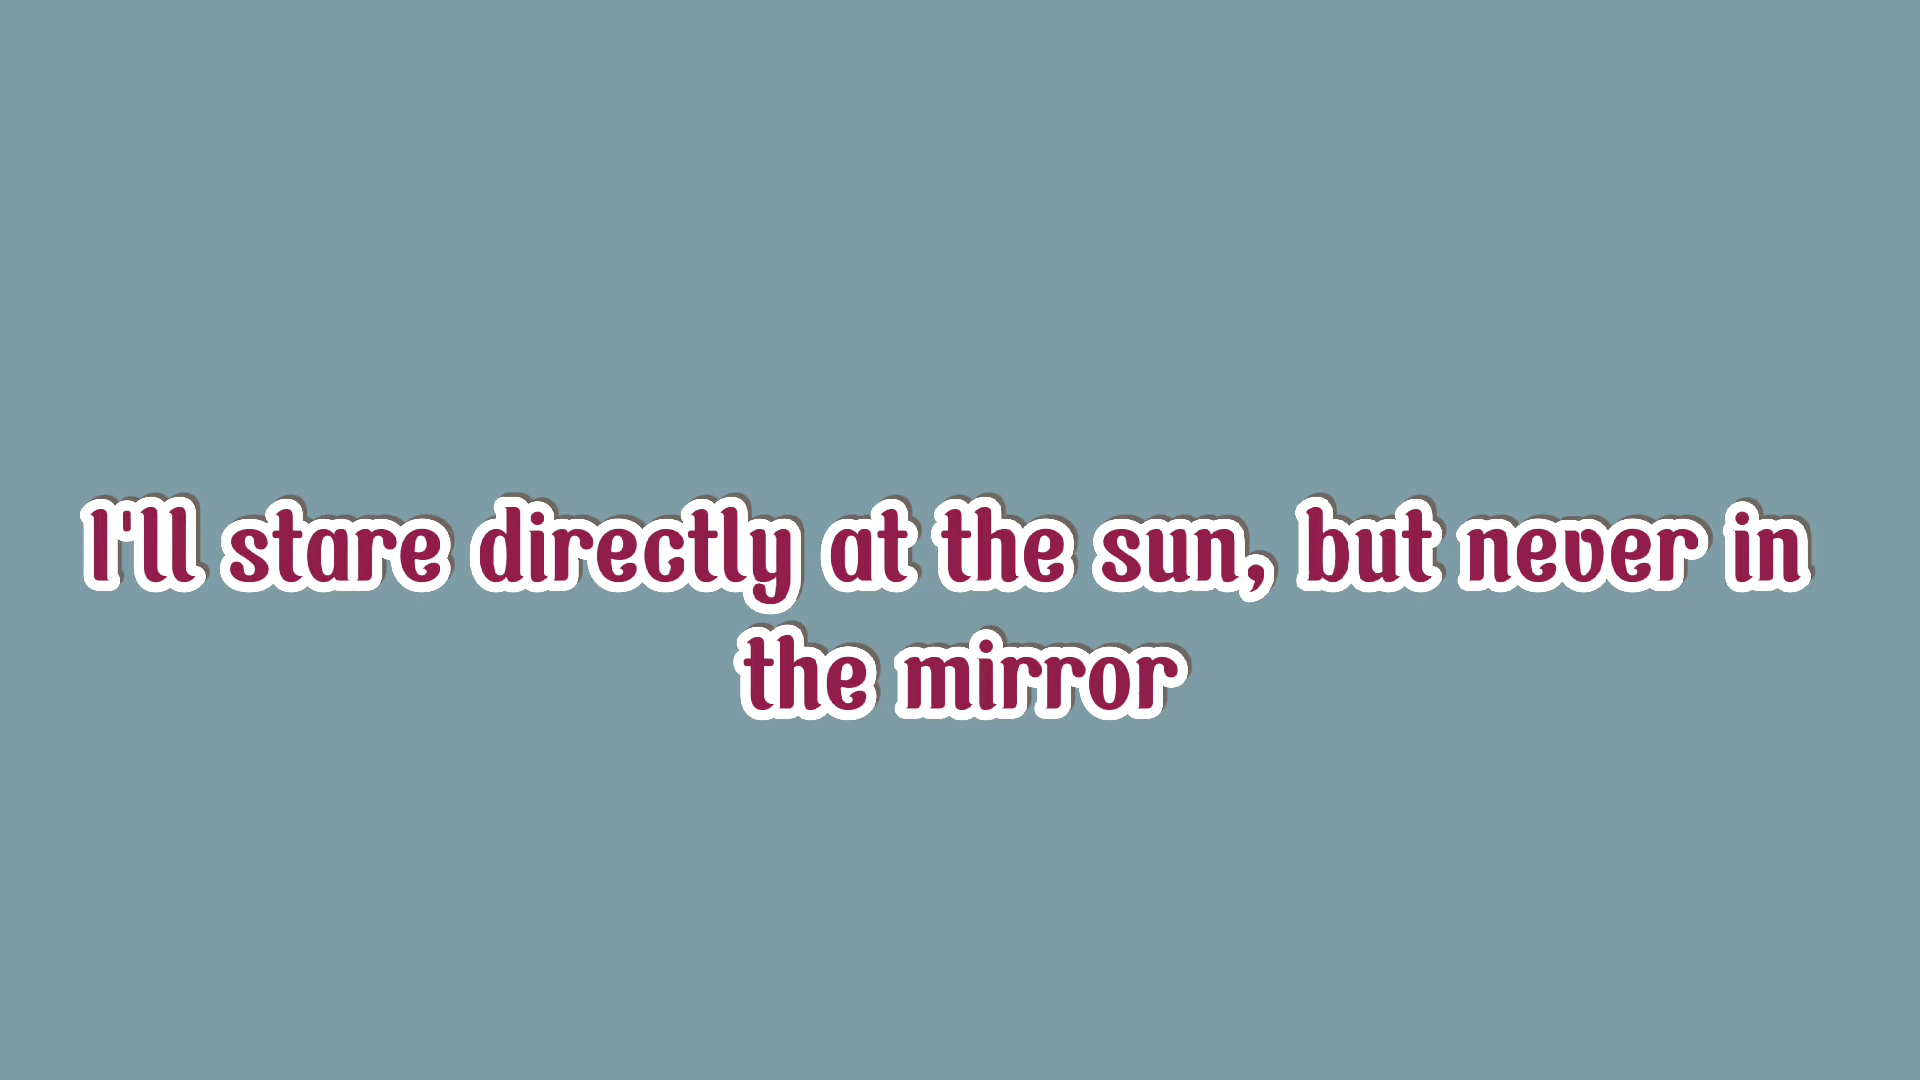 I'll stare directly at the sun, but never in
the mirror